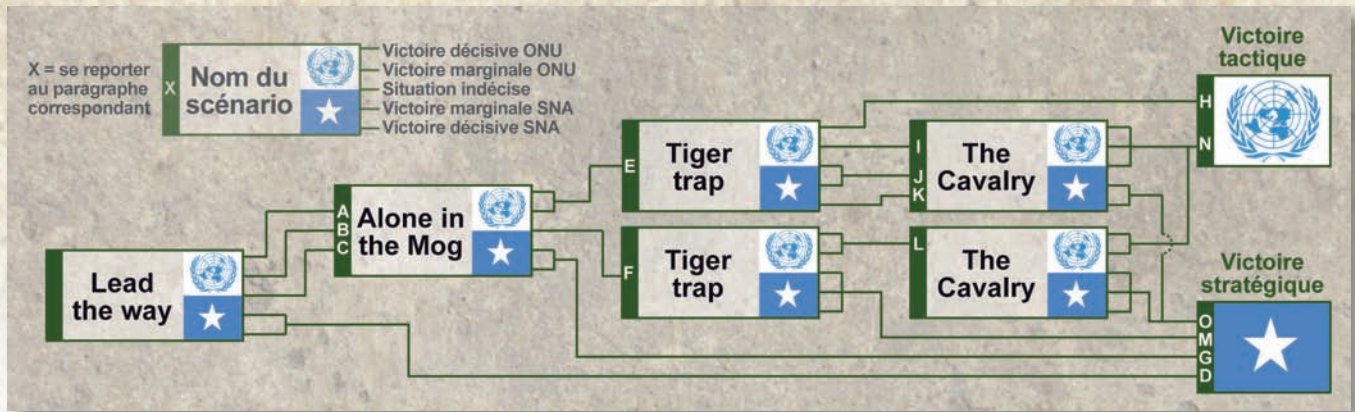 X = se reporter
au paragraphe
correspondant
X
Nom du
scénario
Victoire décisive ONU
Victoire marginale ONU
Situation indécise
Victoire marginale SNA
Victoire décisive SNA
Lead
the way
A
B
C
Alone in
the Mog
E
Tiger
trap
F
Tiger
trap
I
J
K
The
Cavalry
L
The
Cavalry
Victoire
tactique
H
N
Victoire
stratégique
O
M
G
D